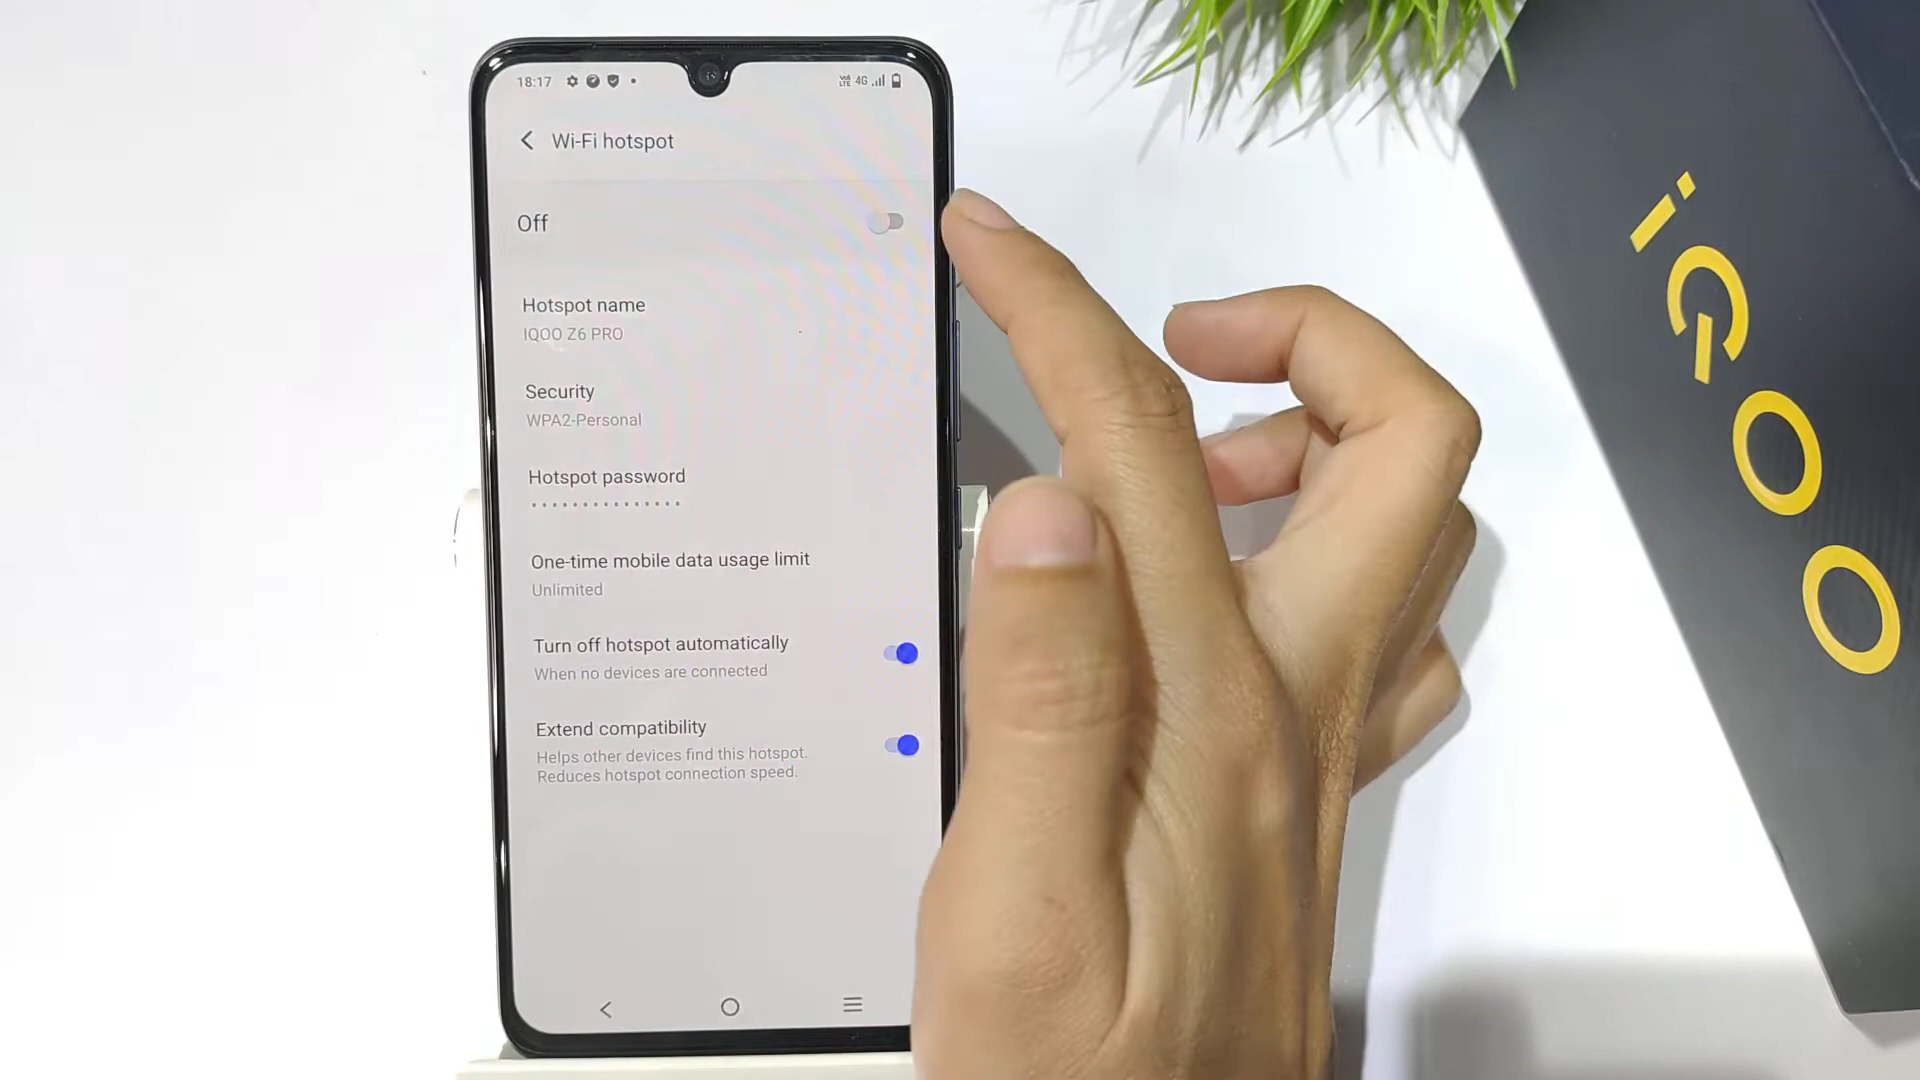 18:17
4G
Wi-Fi hotspot
Off
Hotspot name
IQOO Z6 PRO
Security
WPA2-Personal
Hotspot password
One-time mobile data usage limit
Unlimited
Turn off hotspot automatically
When no devices are connected
Extend compatibility
Helps other devices find this hotspot.
Reduces hotspot connection speed.
iQOO